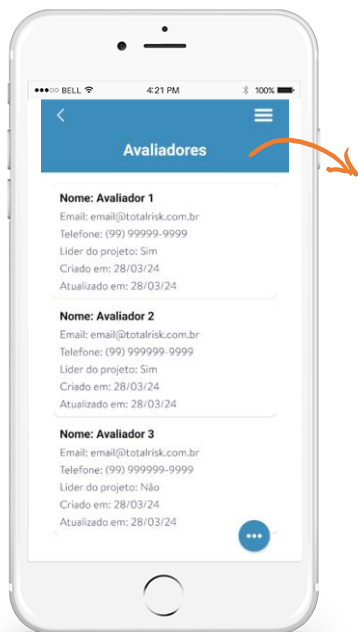 BELL 4:21 PM 100%
Avaliadores
Nome: Avaliador 1
Email: email@totalrisk.com.br
Telefone: (99) 99999-9999
Lider do projeto: Sim
Criado em: 28/03/24
Atualizado em: 28/03/24
Nome: Avaliador 2
Email: email@totalrisk.com.br
Telefone: (99) 999999-9999
Lider do projeto: Sim
Criado em: 28/03/24
Atualizado em: 28/03/24
Nome: Avaliador 3
Email: email@totalrisk.com.br
Telefone: (99) 999999-9999
Lider do projeto: Não
Criado em: 28/03/24
Atualizado em: 28/03/24